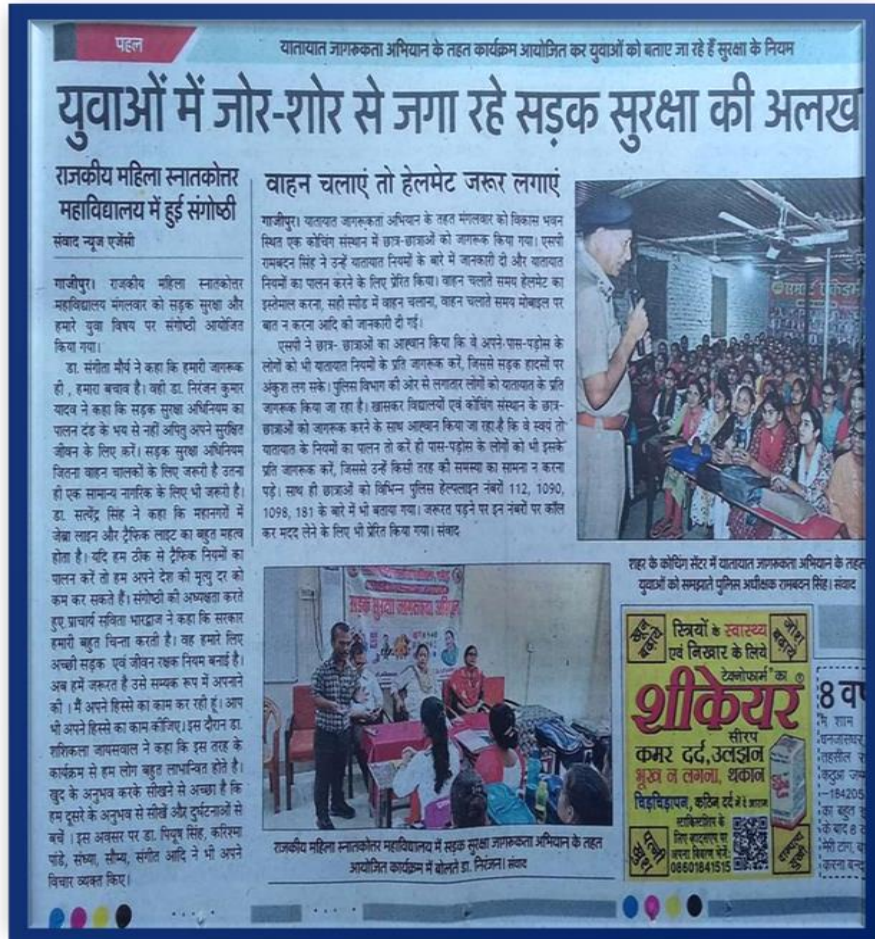 पहल
यातायात जागरूकता अभियान के तहत कार्यक्रम आयोजित कर युवाओं को बताए जा रहे हैं सुरक्षा के नियम
युवाओं में जोर-शोर से जगा रहे सड़क सुरक्षा की अलख
राजकीय महिला स्नातकोत्तर
महाविद्यालय में हुई संगोष्ठी
संवाद न्यूज एजेंसी
गाजीपुर। राजकीय महिला स्नातकोत्तर
महाविद्यालय मंगलवार को सड़क सुरक्षा और
हमारे युवा विषय पर संगोष्ठी आयोजित
किया गया।
डा. संगीता मौर्य ने कहा कि हमारी जागरूक
ही , हमारा बचाव है। वही डा. निरंजन कुमार
यादव ने कहा कि सड़क सुरक्षा अधिनियम का
पालन दंड के भय से नहीं अपितु अपने सुरक्षित
जीवन के लिए करें। सड़क सुरक्षा अधिनियम
जितना वाहन चालकों के लिए जरूरी है उतना
ही एक सामान्य नागरिक के लिए भी जरूरी है।
डा. सत्येंद्र सिंह ने कहा कि महानगरों में
जेब्रा लाइन और ट्रैफिक लाइट का बहुत महत्व
होता है। यदि हम ठीक से ट्रैफिक नियमों का
पालन करें तो हम अपने देश की मृत्यु दर को
कम कर सकते हैं। संगोष्ठी की अध्यक्षता करते
हुए प्राचार्य सविता भारद्वाज ने कहा कि सरकार
हमारी बहुत चिन्ता करती है। वह हमारे लिए
अच्छी सड़क एवं जीवन रक्षक नियम बनाई है।
अब हमें जरूरत है उसे सम्यक रूप में अपनाने
की । मैं अपने हिस्से का काम कर रही हूं। आप
भी अपने हिस्से का काम कीजिए। इस दौरान डा.
शशिकला जायसवाल ने कहा कि इस तरह के
कार्यक्रम से हम लोग बहुत लाभान्वित होते है।
खुद के अनुभव करके सीखने से अच्छा है कि
हम दूसरे के अनुभव से सीखें और दुर्घटनाओं से
बचें । इस अवसर पर डा. पियूष सिंह, करिश्मा
पांडे, संध्या, सौम्य, संगीत आदि ने भी अपने
विचार व्यक्त किए।
वाहन चलाएं तो हेलमेट जरूर लगाएं
गाजीपुर। यातायात जागरूकता अभियान के तहत मंगलवार को विकास भवन
स्थित एक कोचिंग संस्थान में छात्र-छात्राओं को जागरूक किया गया। एसपी
रामबदन सिंह ने उन्हें यातायात नियमों के बारे में जानकारी दी और यातायात
नियमों का पालन करने के लिए प्रेरित किया। वाहन चलाते समय हेलमेट का
इस्तेमाल करना, सही स्पीड में वाहन चलाना, वाहन चलाते समय मोबाइल पर
बात न करना आदि की जानकारी दी गई।
एसपी ने छात्र- छात्राओं का आह्वान किया कि वे अपने पास-पड़ोस के
लोगों को भी यातायात नियमों के प्रति जागरूक करें, जिससे सड़क हादसों पर
अंकुश लग सके। पुलिस विभाग की ओर से लगातार लोगों को यातायात के प्रति
जागरूक किया जा रहा है। खासकर विद्यालयों एवं कोचिंग संस्थान के छात्र-
छात्राओं को जागरूक करने के साथ आह्वान किया जा रहा है कि वे स्वयं तो
यातायात के नियमों का पालन तो करें ही पास-पड़ोस के लोगों को भी इसके
प्रति जागरूक करें, जिससे उन्हें किसी तरह की समस्या का सामना न करना
पड़े। साथ ही छात्राओं को विभिन्न पुलिस हेल्पलाइन नंबरों 112, 1090,
1098, 181 के बारे में भी बताया गया। जरूरत पड़ने पर इन नंबरों पर कॉल
कर मदद लेने के लिए भी प्रेरित किया गया। संवाद
शहर के कोचिंग सेंटर में यातायात जागरूकता अभियान के तहत
युवाओं को समझाते पुलिस अधीक्षक रामबदन सिंह। संवाद
सड़क सुरक्षा जागरूकता अभियान
राजकीय महिला स्नातकोत्तर महाविद्यालय में सड़क सुरक्षा जागरूकता अभियान के तहत
आयोजित कार्यक्रम में बोलते डा. निरंजन। संवाद
खून बढ़ाये
स्त्रियों के स्वास्थ्य
एवं निखार के लिये
जोश बढ़ाये
टेक्नोफार्म का
शीकेयर
सीरप
कमर दर्द, उलझन
भूख न लगना, थकान
चिड़चिड़ापन, कठिन दर्द में दे आराम
08601841515
पत्नी खुश
8 वर्ष